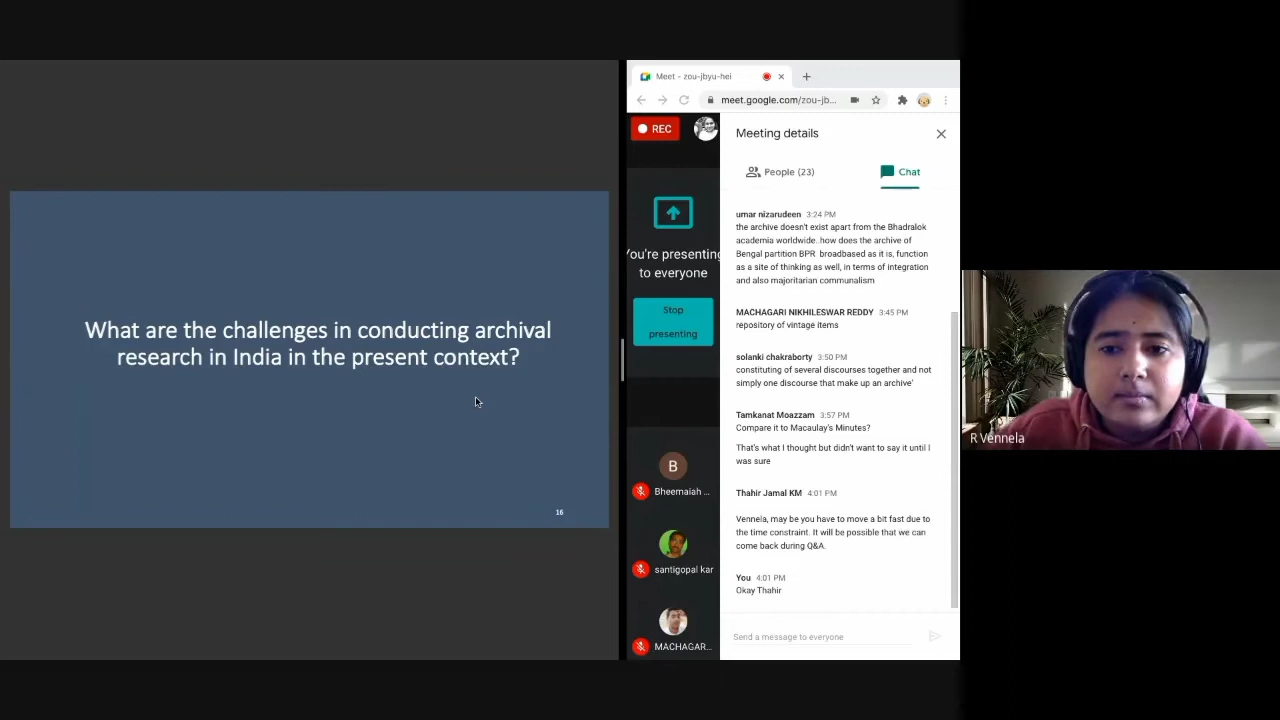 What are the challenges in conducting archival
research in India in the present context?
16
Meet - zou-jbyu-hei
meet.google.com/zou-jb...
REC
You're presenting
to everyone
Stop
presenting
B
Bheemaiah ...
santigopal kar
MACHAGAR...
Meeting details
People (23)
Chat
umar nizarudeen 3:24 PM
the archive doesn't exist apart from the Bhadralok
academia worldwide..how does the archive of
Bengal partition BPR broadbased as it is, function
as a site of thinking as well, in terms of integration
and also majoritarian communalism
MACHAGARI NIKHILESWAR REDDY 3:45 PM
repository of vintage items
solanki chakraborty 3:50 PM
constituting of several discourses together and not
simply one discourse that make up an archive'
Tamkanat Moazzam 3:57 PM
Compare it to Macaulay's Minutes?
That's what I thought but didn't want to say it until I
was sure
Thahir Jamal KM 4:01 PM
Vennela, may be you have to move a bit fast due to
the time constraint. It will be possible that we can
come back during Q&A.
You 4:01 PM
Okay Thahir
Send a message to everyone
R Vennela